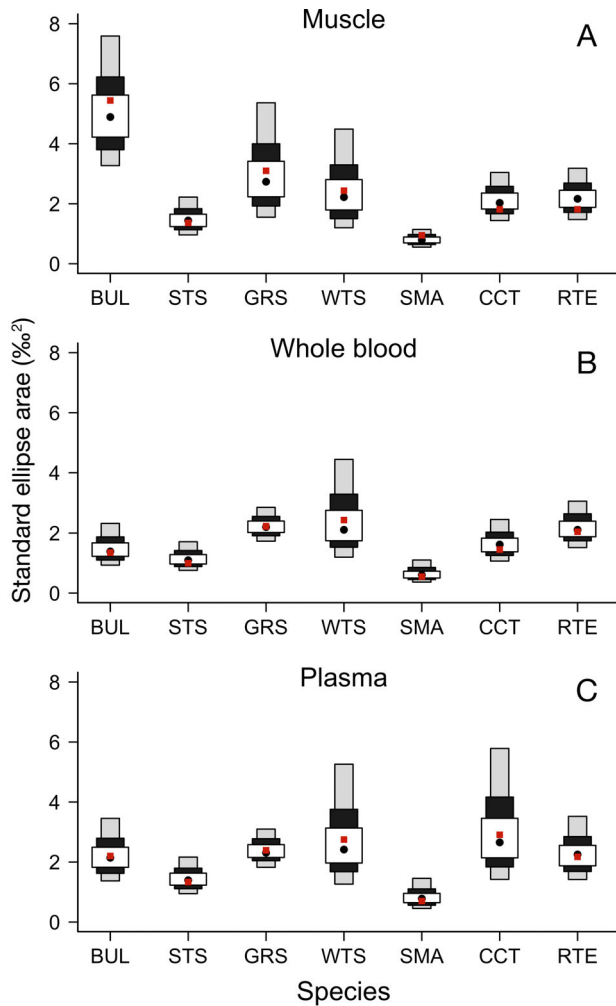 Muscle
A
8
6
4
2
0
BUL STS GRS WTS SMA CCT RTE
Whole blood
B
8
6
4
2
0
BUL STS GRS WTS SMA CCT RTE
Plasma
C
8
6
4
2
0
BUL STS GRS WTS SMA CCT RTE
Species
Standard ellipse arae (‰²)